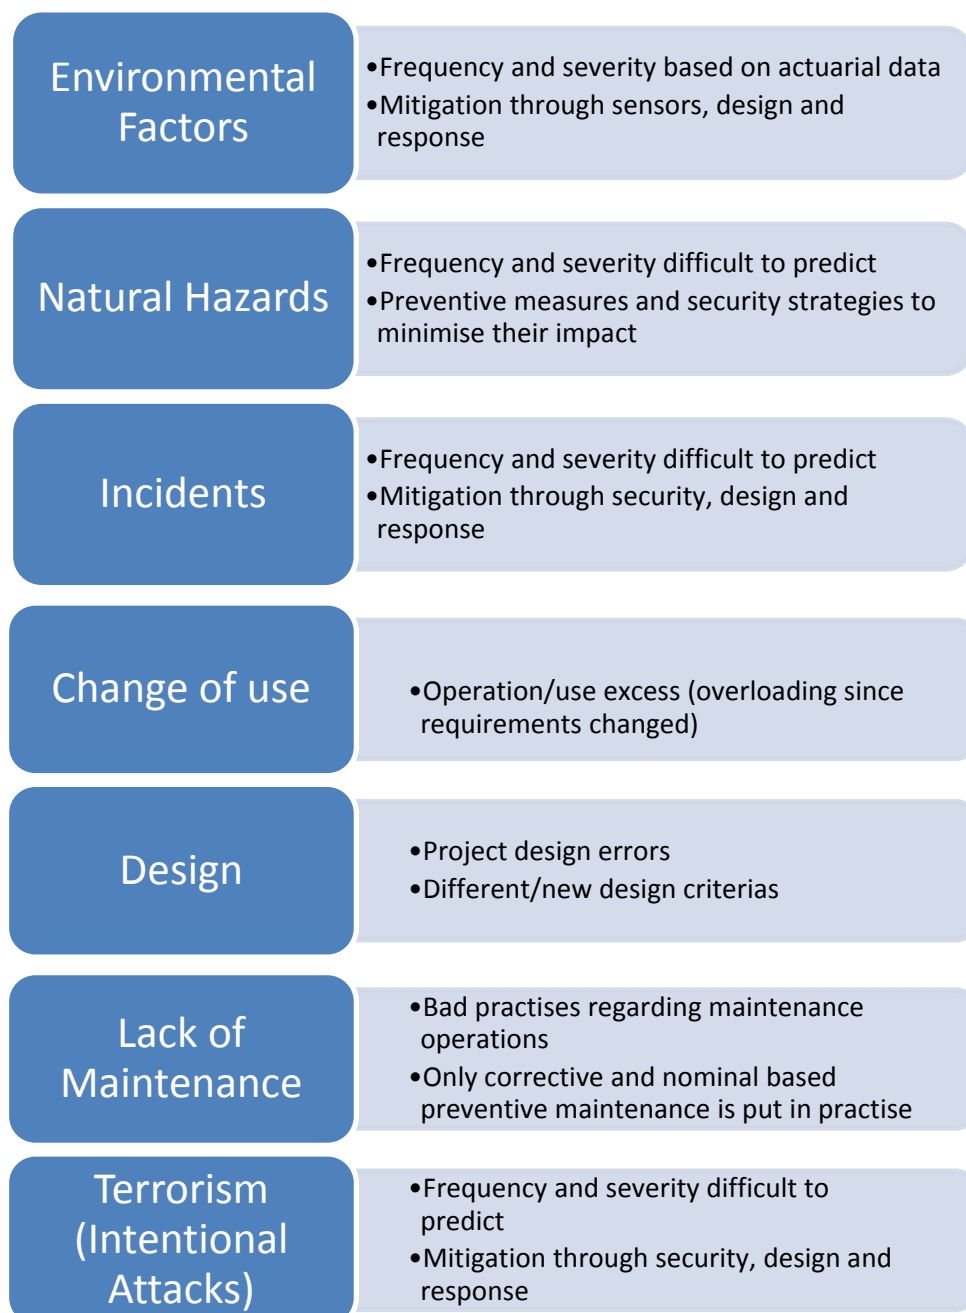 Environmental
Factors
•Frequency and severity based on actuarial data
•Mitigation through sensors, design and
response
Natural Hazards
•Frequency and severity difficult to predict
•Preventive measures and security strategies to
minimise their impact
Incidents
•Frequency and severity difficult to predict
•Mitigation through security, design and
response
Change of use
•Operation/use excess (overloading since
requirements changed)
Design
•Project design errors
•Different/new design criterias
Lack of
Maintenance
•Bad practises regarding maintenance
operations
•Only corrective and nominal based
preventive maintenance is put in practise
Terrorism
(Intentional
Attacks)
•Frequency and severity difficult to
predict
•Mitigation through security, design and
response